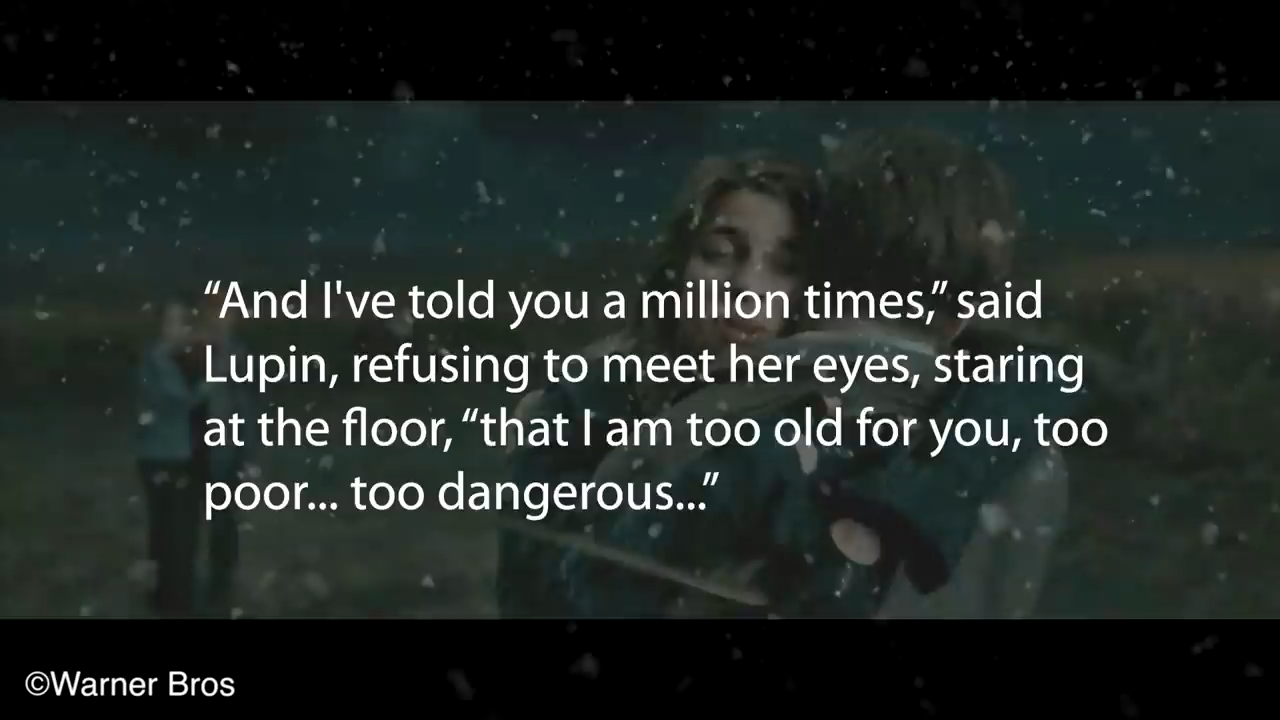 “And I've told you a million times,” said
Lupin, refusing to meet her eyes, staring
at the floor, “that I am too old for you, too
poor... too dangerous...”
©Warner Bros